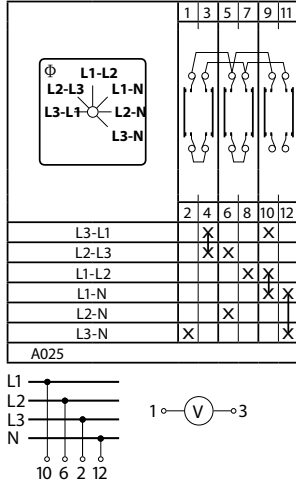 1 3 5 7 9 11
Φ L1-L2
L2-L3 L1-N
L3-L1 L2-N
L3-N
2 4 6 8 10 12
L3-L1 X X
L2-L3 X X
L1-L2 X X
L1-N X X
L2-N X
L3-N X X
A025
L1
L2
L3
N
1 V 3
10 6 2 12